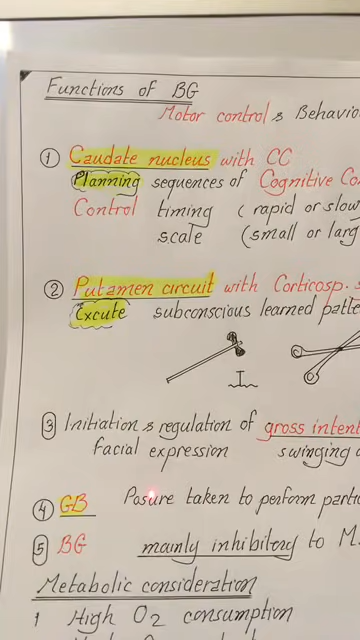 Functions of BG
Motor control & Behavio
① Caudate nucleus with CC
Planning sequences of Cognitive Co
Control timing ( rapid or slow
scale (small or larg
② Putamen circuit with Corticosp.
Excute subconscious learned patte
③ Initiation & regulation of gross intent
facial expression swinging o
④ GB Posure taken to perform parti
⑤ BG mainly inhibitory to M.
Metabolic consideration
1 High O2 consumption